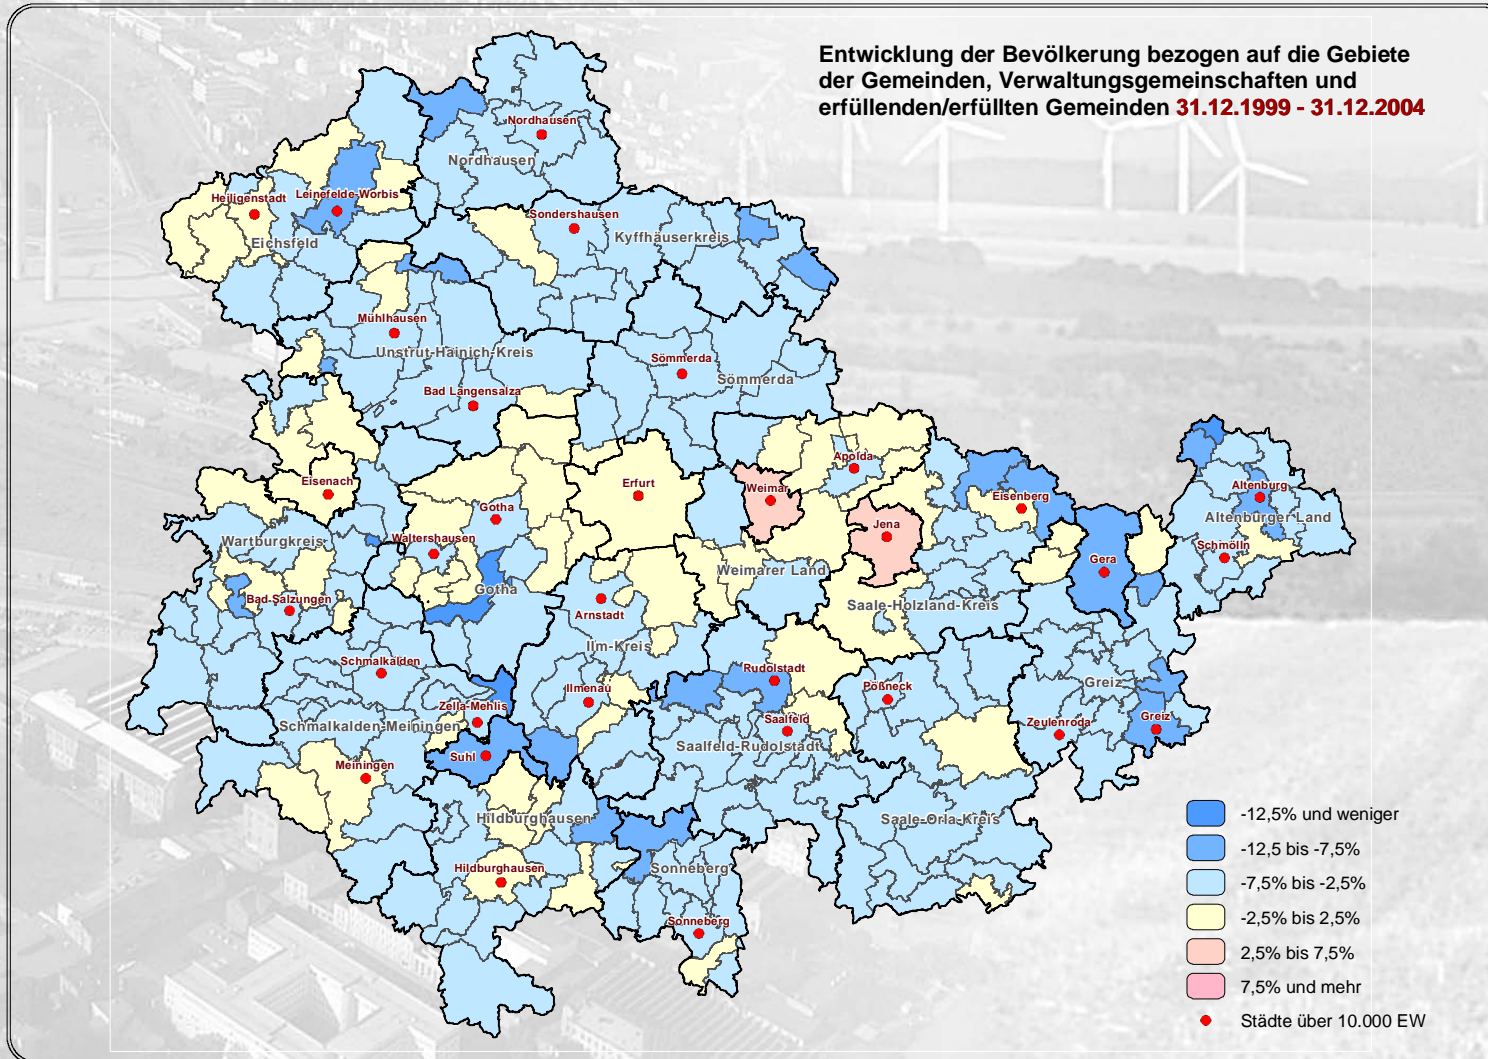 Entwicklung der Bevölkerung bezogen auf die Gebiete
der Gemeinden, Verwaltungsgemeinschaften und
erfüllenden/erfüllten Gemeinden 31.12.1999 - 31.12.2004
Nordhausen
Nordhausen
Heiligenstadt
Leinefelde-Worbis
Eichsfeld
Sondershausen
Kyffhäuserkreis
Mühlhausen
Unstrut-Hainich-Kreis
Sömmerda
Sömmerda
Bad Langensalza
Eisenach
Erfurt
Weimar
Apolda
Jena
Eisenberg
Altenburg
Altenburger Land
Schmölln
Gera
Gotha
Waltershausen
Wartburgkreis
Gotha
Weimarer Land
Saale-Holzland-Kreis
Bad Salzungen
Arnstadt
Ilm-Kreis
Schmalkalden
Ilmenau
Rudolstadt
Pößneck
Greiz
Zella-Mehlis
Schmalkalden-Meiningen
Saalfeld
Saalfeld-Rudolstadt
Zeulenroda
Greiz
Suhl
Meiningen
Hildburghausen
Saale-Orla-Kreis
Hildburghausen
Sonneberg
Sonneberg
-12,5% und weniger
-12,5 bis -7,5%
-7,5% bis -2,5%
-2,5% bis 2,5%
2,5% bis 7,5%
7,5% und mehr
Städte über 10.000 EW